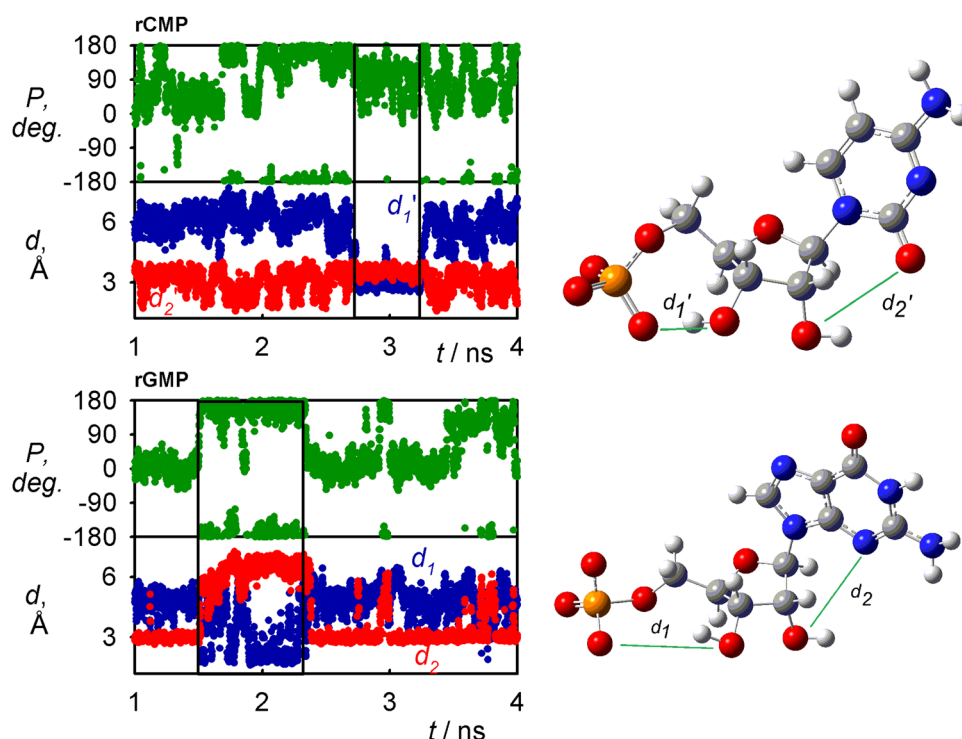 rCMP
180
90
0
-90
-180
P,
deg.
6
3
d,
Å
d1'
d2
1 2 3 4
t / ns
d1'
d2'
rGMP
180
90
0
-90
-180
P,
deg.
6
3
d,
Å
d1
d2
1 2 3 4
t / ns
d1
d2